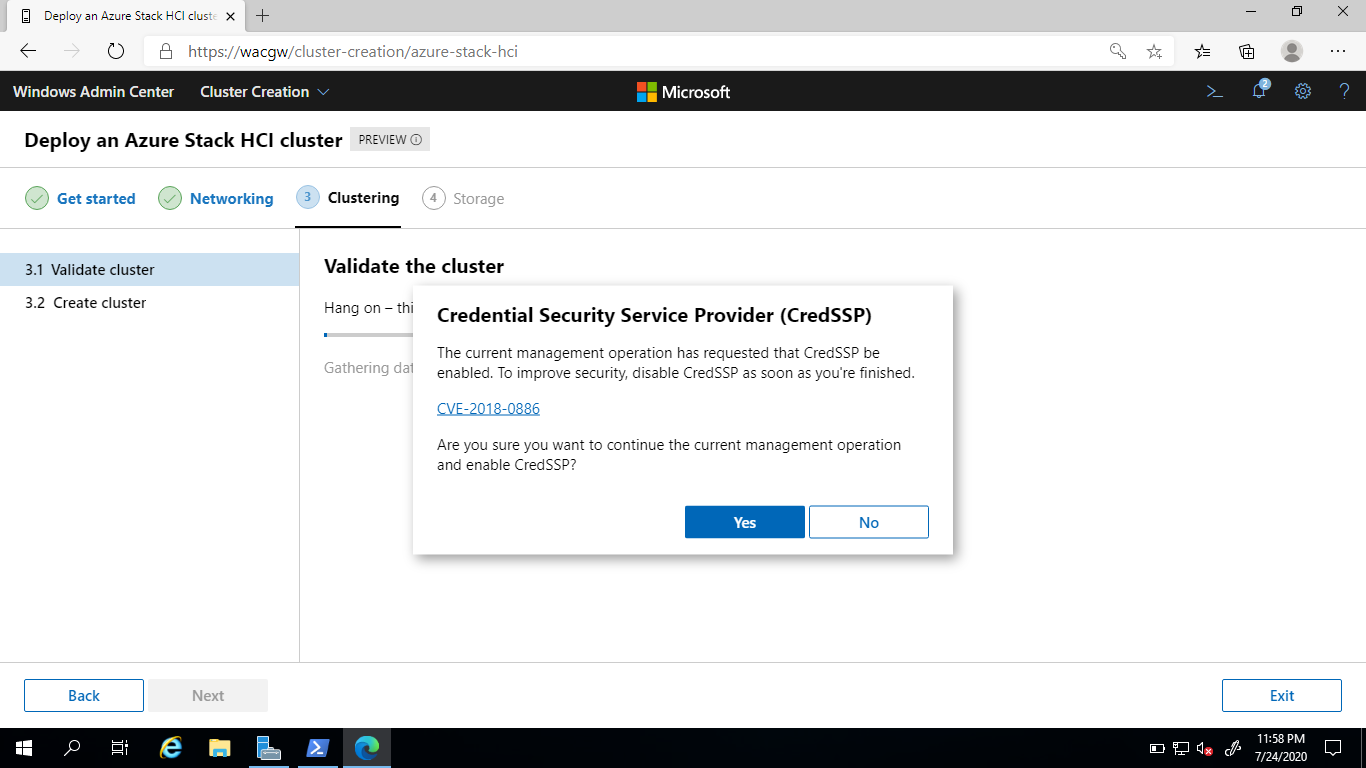 Deploy an Azure Stack HCI cluste
https://wacgw/cluster-creation/azure-stack-hci
Windows Admin Center
Cluster Creation
Microsoft
2
Deploy an Azure Stack HCI cluster
PREVIEW
Get started
Networking
3 Clustering
4 Storage
3.1 Validate cluster
3.2 Create cluster
Validate the cluster
Hang on – thi
Gathering dat
Credential Security Service Provider (CredSSP)
The current management operation has requested that CredSSP be
enabled. To improve security, disable CredSSP as soon as you're finished.
CVE-2018-0886
Are you sure you want to continue the current management operation
and enable CredSSP?
Yes
No
Back
Next
Exit
11:58 PM
7/24/2020